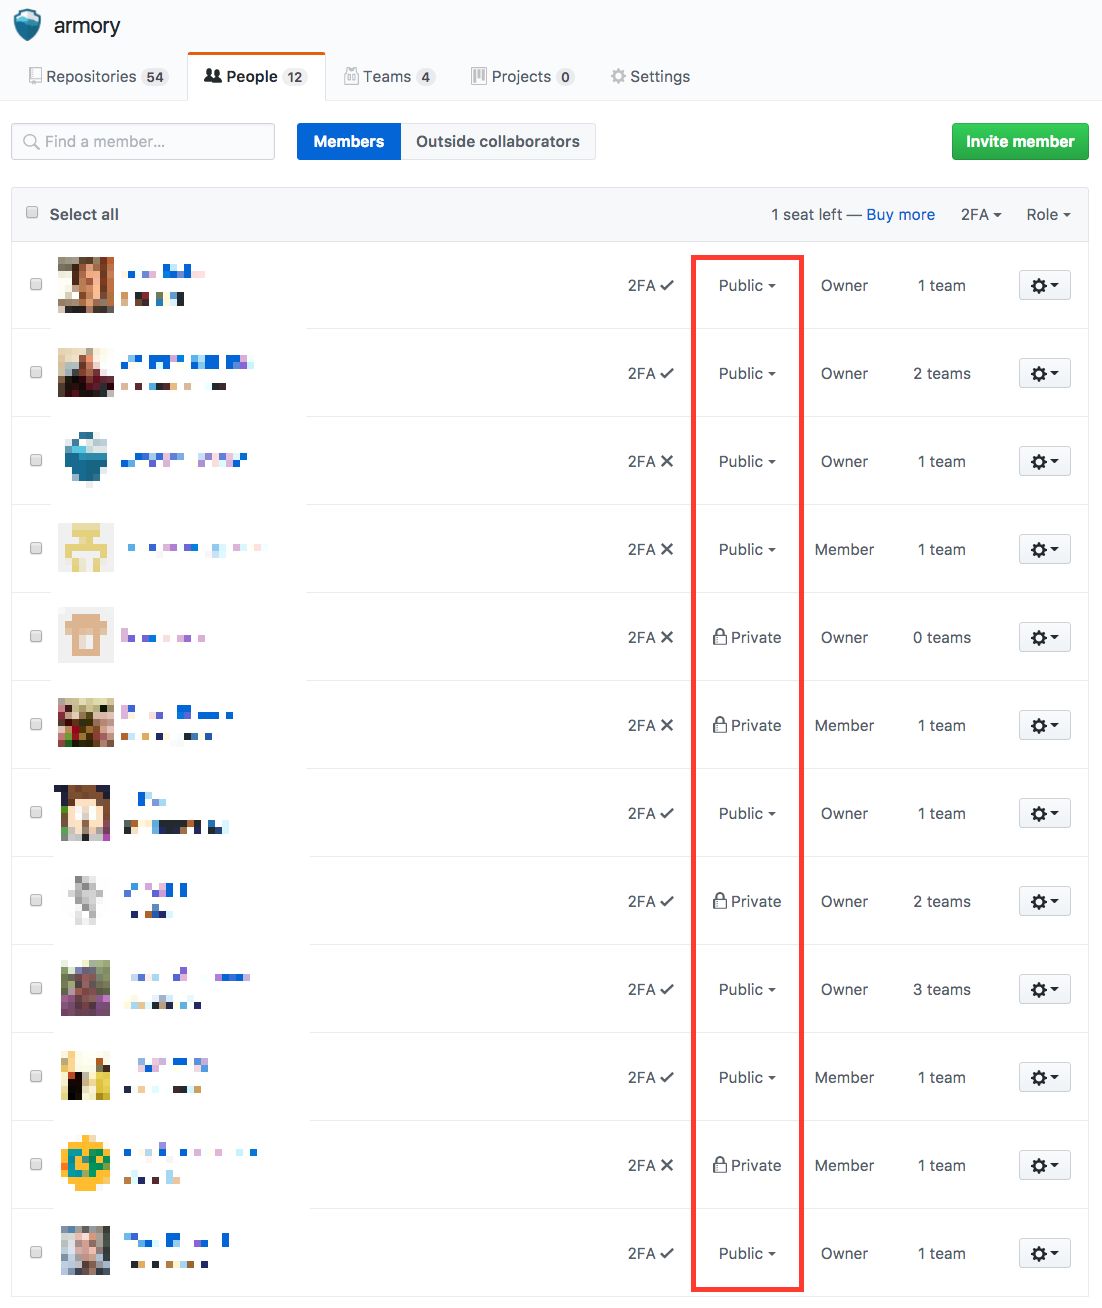 armory
Repositories 54 People 12 Teams 4 Projects 0 Settings
Find a member... Members Outside collaborators Invite member
Select all 1 seat left — Buy more 2FA Role
2FA ✓ Public Owner 1 team
2FA ✓ Public Owner 2 teams
2FA ✕ Public Owner 1 team
2FA ✕ Public Member 1 team
2FA ✕ Private Owner 0 teams
2FA ✕ Private Member 1 team
2FA ✓ Public Owner 1 team
2FA ✓ Private Owner 2 teams
2FA ✓ Public Owner 3 teams
2FA ✓ Public Member 1 team
2FA ✕ Private Member 1 team
2FA ✓ Public Owner 1 team